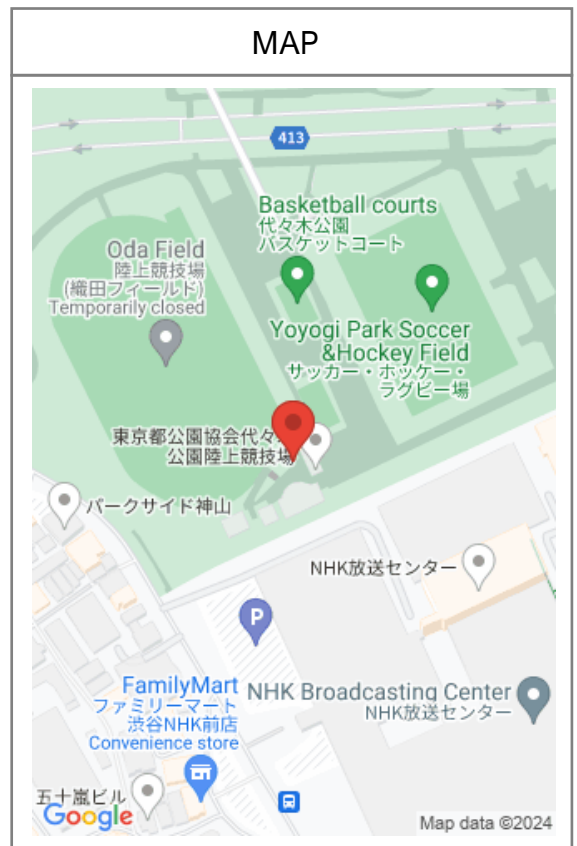 MAP
413
Basketball courts
代々木公園
バスケットコート
Oda Field
陸上競技場
(織田フィールド)
Temporarily closed
Yoyogi Park Soccer
&Hockey Field
サッカー・ホッケー・
ラグビー場
東京都公園協会代々
公園陸上競技場
パークサイド神山
NHK放送センター
P
FamilyMart
ファミリーマート
渋谷NHK前店
Convenience store
NHK Broadcasting Center
NHK放送センター
五十嵐ビル
Google
Map data ©2024